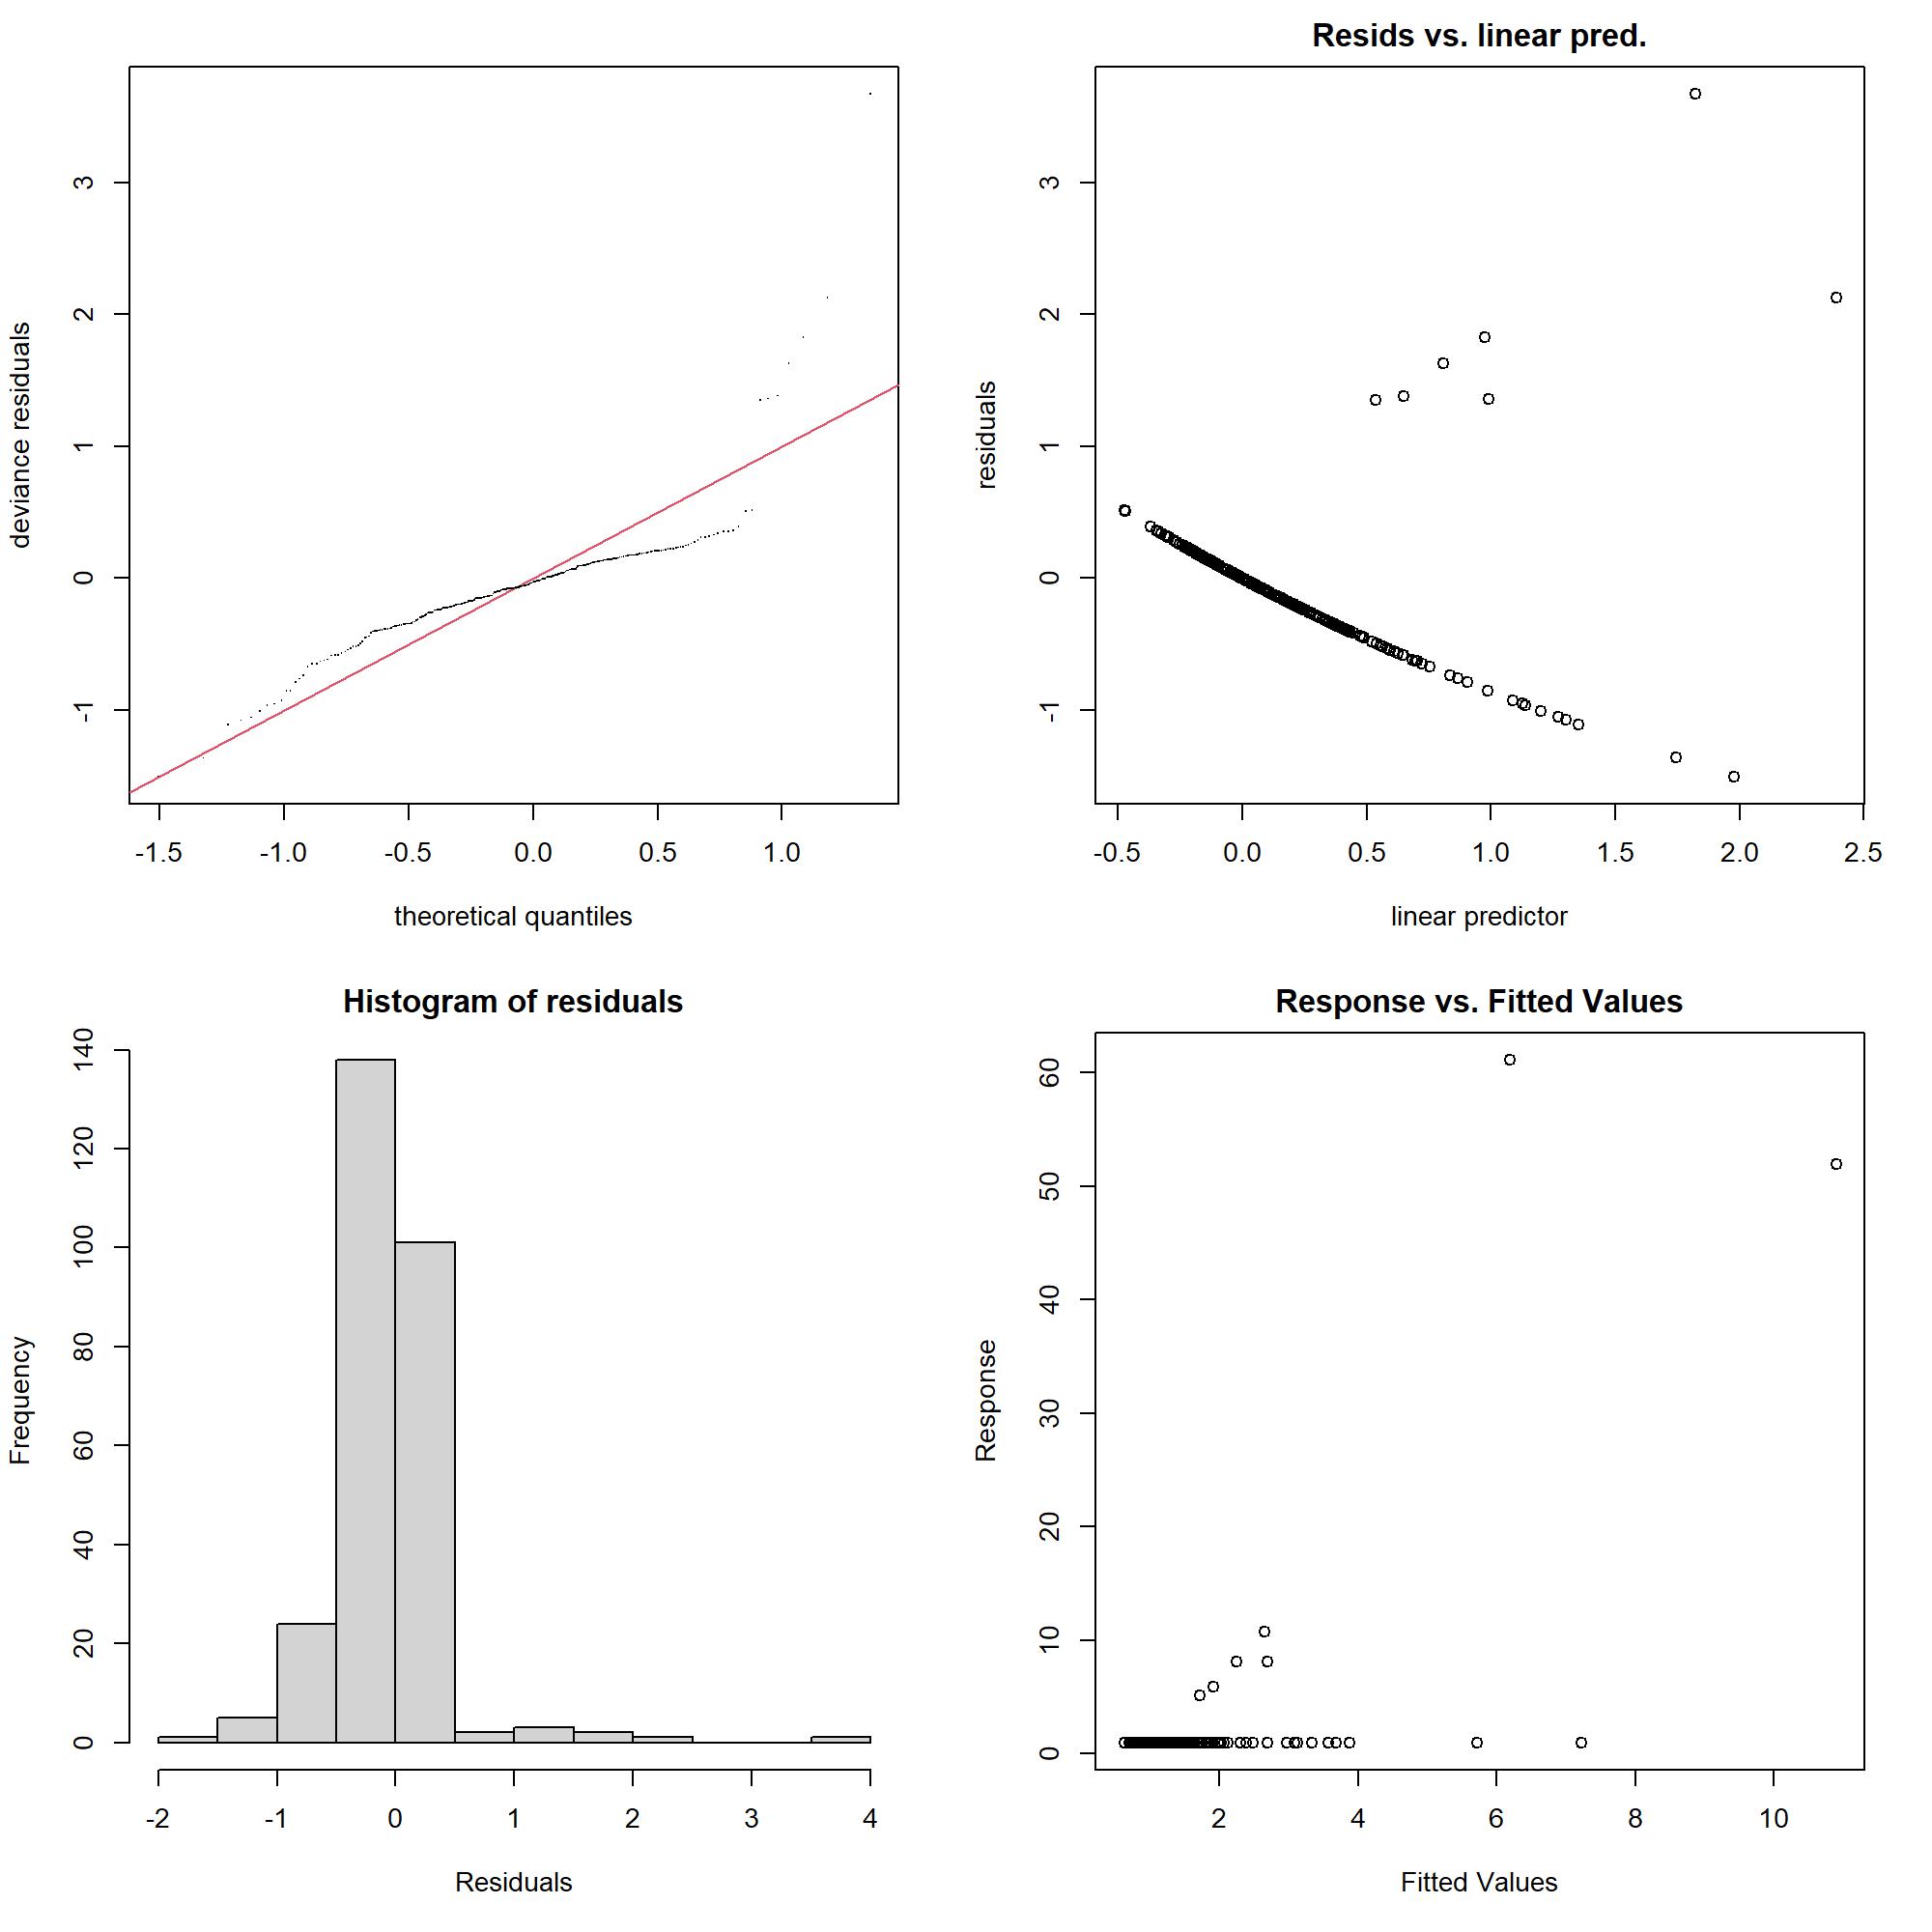 deviance residuals
3
2
1
0
-1
-1.5 -1.0 -0.5 0.0 0.5 1.0
theoretical quantiles
Resids vs. linear pred.
residuals
3
2
1
0
-1
-0.5 0.0 0.5 1.0 1.5 2.0 2.5
linear predictor
Histogram of residuals
Frequency
140
120
100
80
60
40
20
0
-2 -1 0 1 2 3 4
Residuals
Response vs. Fitted Values
Response
60
50
40
30
20
10
0
2 4 6 8 10
Fitted Values